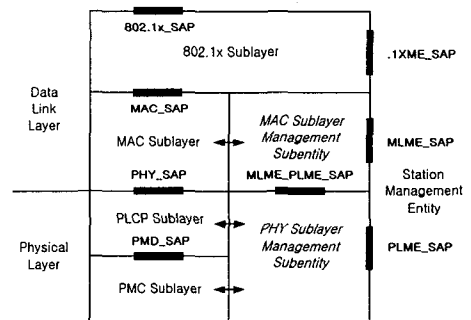 802.1x_SAP
802.1x Sublayer
.1XME_SAP
Data
Link
Layer
MAC_SAP
MAC Sublayer
MAC Sublayer
Management
Subentity
MLME_SAP
PHY_SAP
MLME_PLME_SAP
Station
Management
Entity
PLCP Sublayer
PHY Sublayer
Management
Subentity
Physical
Layer
PMD_SAP
PLME_SAP
PMC Sublayer